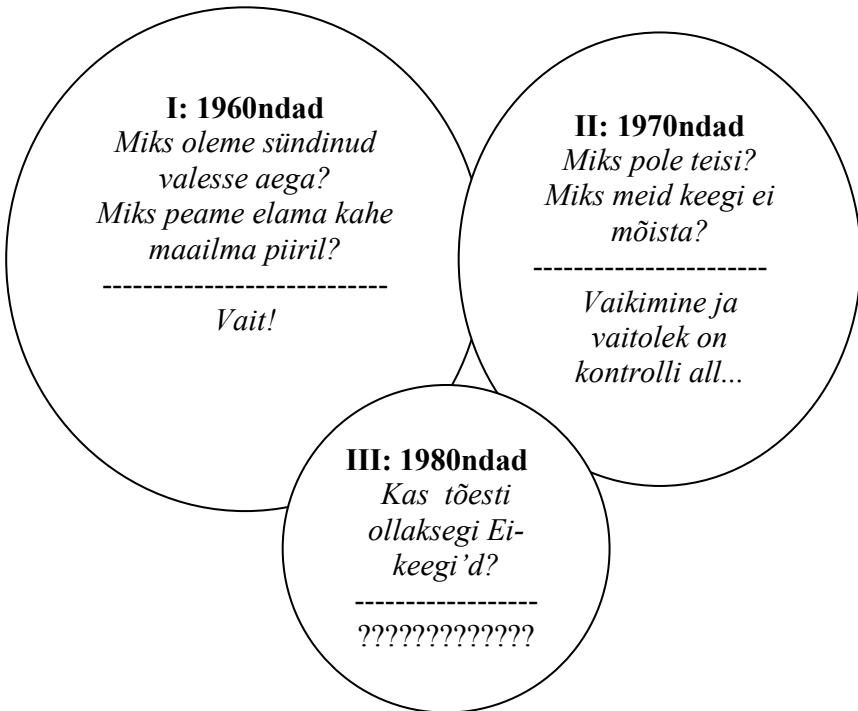 I: 1960ndad
Miks oleme sündinud
valesse aega?
Miks peame elama kahe
maailma piiril?
----------------------------
Vait!
II: 1970ndad
Miks pole teisi?
Miks meid keegi ei
mõista?
-----------------------
Vaikimine ja
vaitolek on
kontrolli all...
III: 1980ndad
Kas tõesti
ollaksegi Ei-
keegi’d?
------------------
?????????????